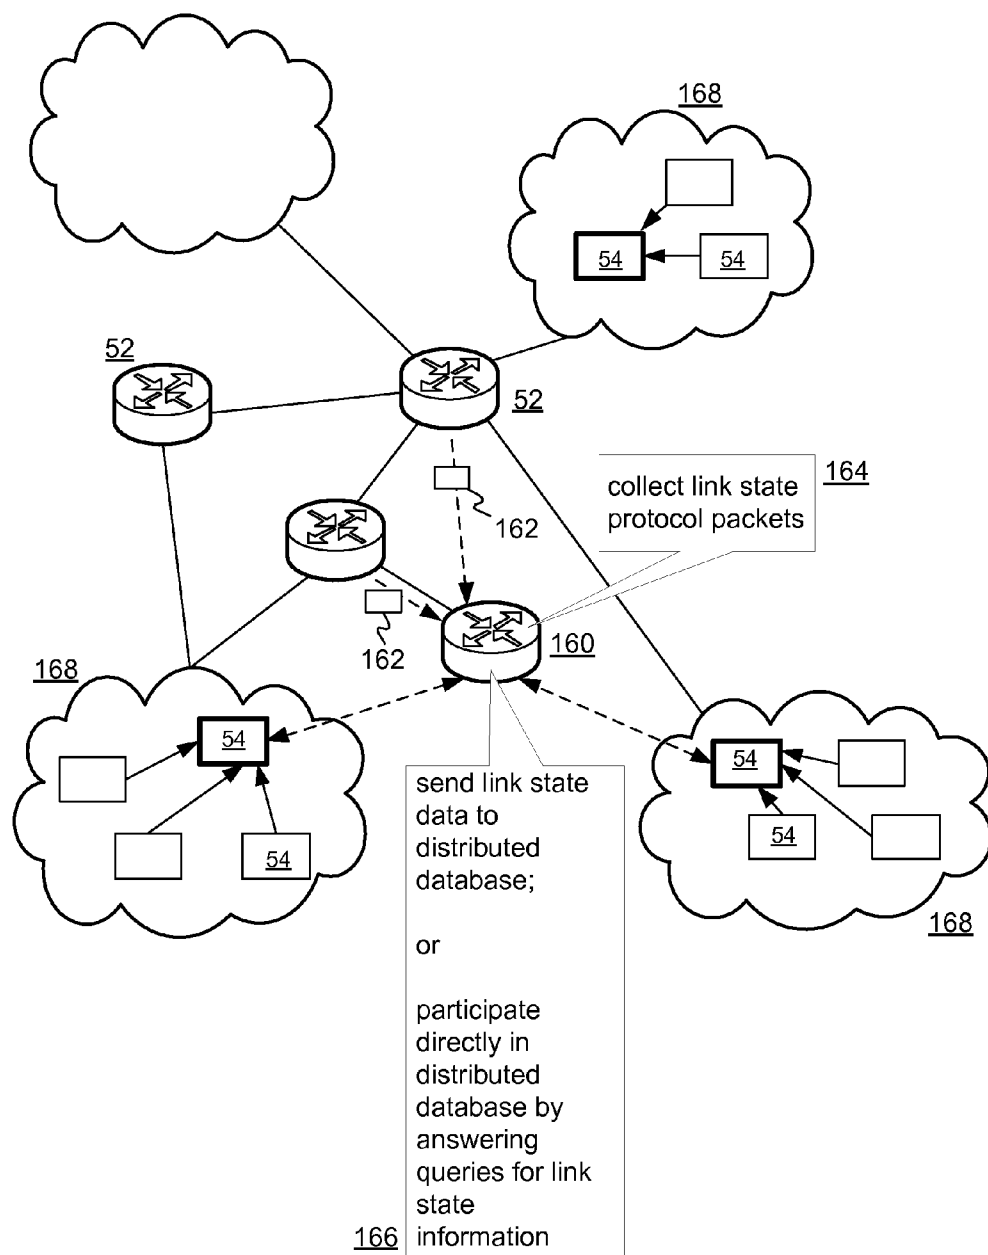 168
54
54
52
52
164
collect link state
protocol packets
162
162
160
168
54
54
54
54
168
send link state
data to
distributed
database;
or
participate
directly in
distributed
database by
answering
queries for link
state
information
166